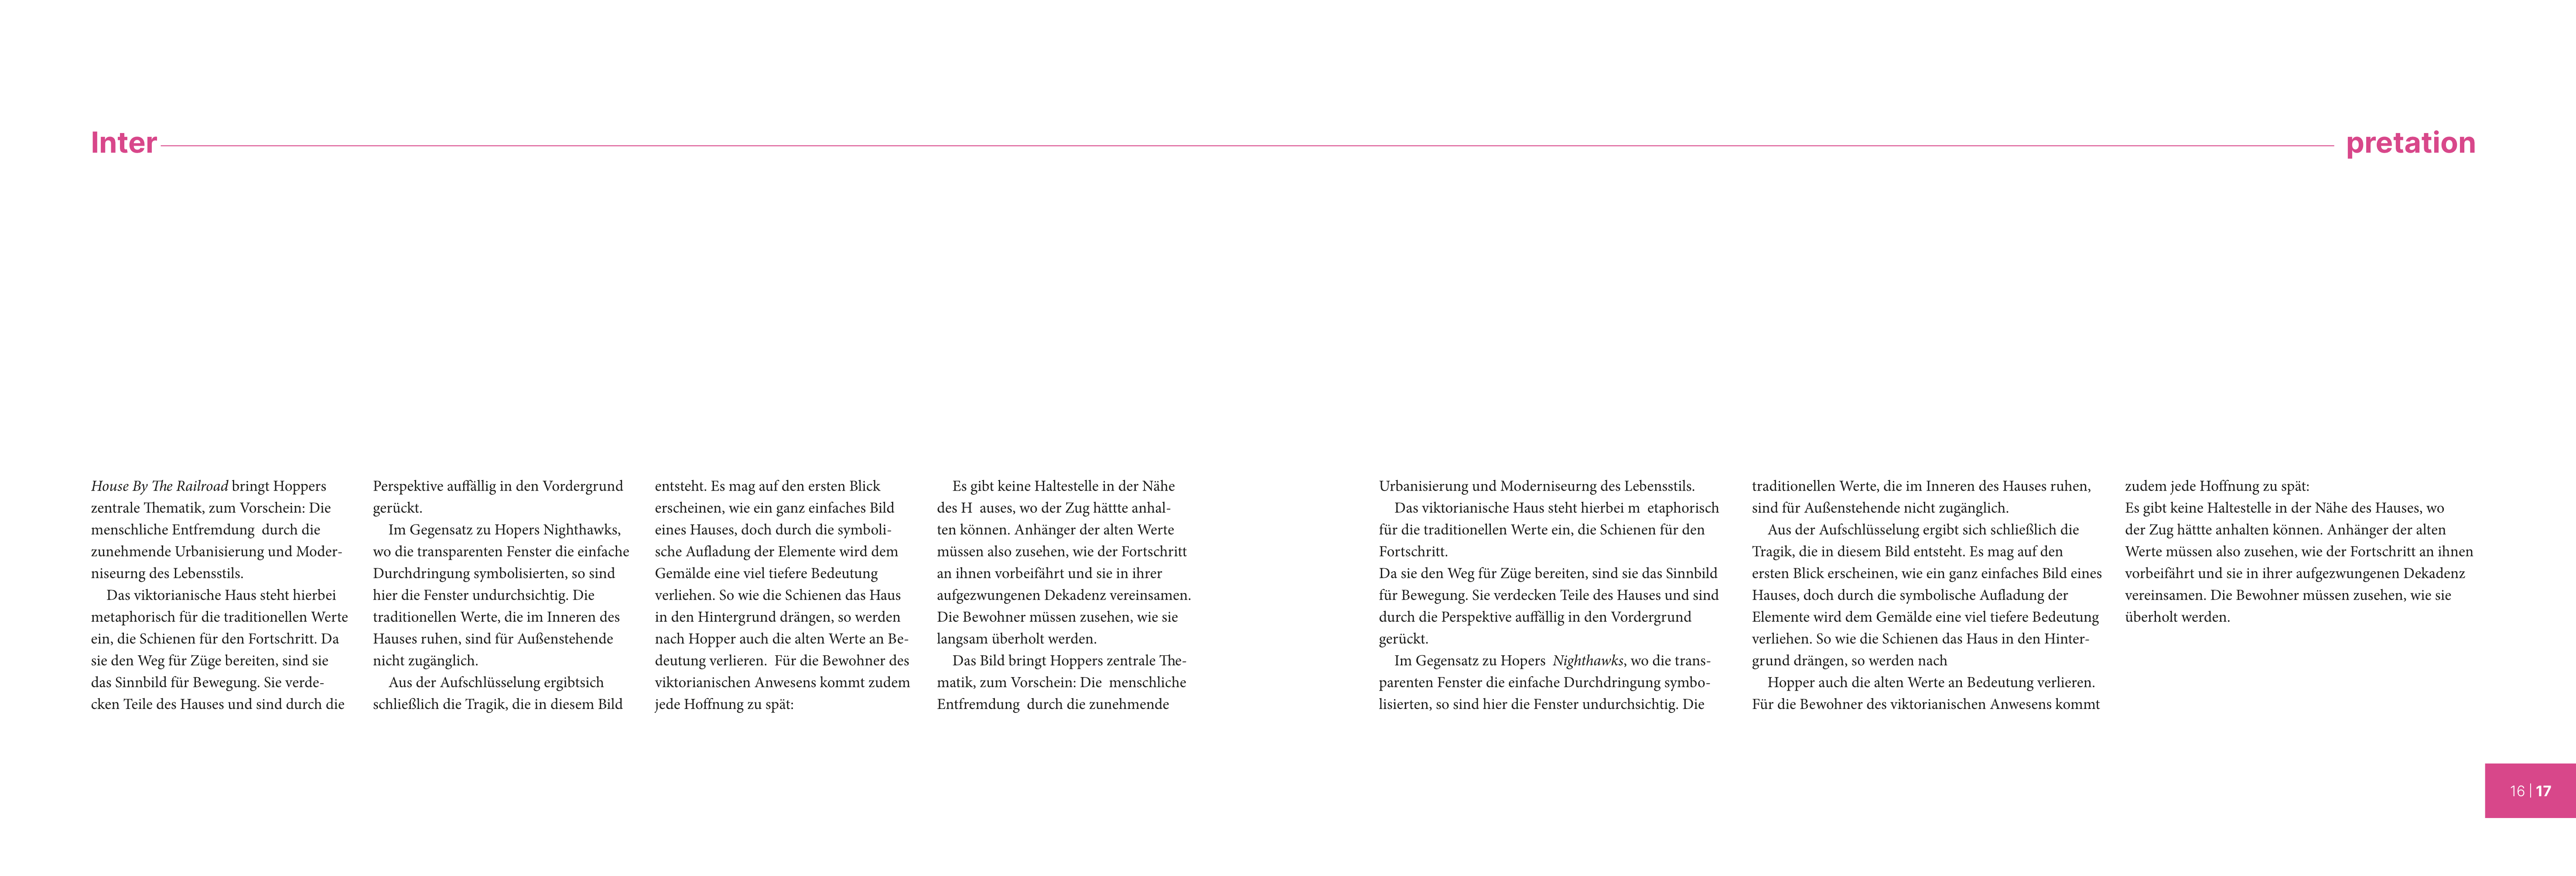 Inter
pretation
House By The Railroad bringt Hoppers
zentrale Thematik, zum Vorschein: Die
menschliche Entfremdung  durch die
zunehmende Urbanisierung und Moder-
niseurng des Lebensstils.
Das viktorianische Haus steht hierbei
metaphorisch für die traditionellen Werte
ein, die Schienen für den Fortschritt. Da
sie den Weg für Züge bereiten, sind sie
das Sinnbild für Bewegung. Sie verde-
cken Teile des Hauses und sind durch die
Perspektive auffällig in den Vordergrund
gerückt.
Im Gegensatz zu Hopers Nighthawks,
wo die transparenten Fenster die einfache
Durchdringung symbolisierten, so sind
hier die Fenster undurchsichtig. Die
traditionellen Werte, die im Inneren des
Hauses ruhen, sind für Außenstehende
nicht zugänglich.
Aus der Aufschlüsselung ergibtsich
schließlich die Tragik, die in diesem Bild
entsteht. Es mag auf den ersten Blick
erscheinen, wie ein ganz einfaches Bild
eines Hauses, doch durch die symboli-
sche Aufladung der Elemente wird dem
Gemälde eine viel tiefere Bedeutung
verliehen. So wie die Schienen das Haus
in den Hintergrund drängen, so werden
nach Hopper auch die alten Werte an Be-
deutung verlieren.  Für die Bewohner des
viktorianischen Anwesens kommt zudem
jede Hoffnung zu spät:
Es gibt keine Haltestelle in der Nähe
des H  auses, wo der Zug hättte anhal-
ten können. Anhänger der alten Werte
müssen also zusehen, wie der Fortschritt
an ihnen vorbeifährt und sie in ihrer
aufgezwungenen Dekadenz vereinsamen.
Die Bewohner müssen zusehen, wie sie
langsam überholt werden.
Das Bild bringt Hoppers zentrale The-
matik, zum Vorschein: Die  menschliche
Entfremdung  durch die zunehmende
Urbanisierung und Moderniseurng des Lebensstils.
Das viktorianische Haus steht hierbei m  etaphorisch
für die traditionellen Werte ein, die Schienen für den
Fortschritt.
Da sie den Weg für Züge bereiten, sind sie das Sinnbild
für Bewegung. Sie verdecken Teile des Hauses und sind
durch die Perspektive auffällig in den Vordergrund
gerückt.
Im Gegensatz zu Hopers  Nighthawks, wo die trans-
parenten Fenster die einfache Durchdringung symbo-
lisierten, so sind hier die Fenster undurchsichtig. Die
traditionellen Werte, die im Inneren des Hauses ruhen,
sind für Außenstehende nicht zugänglich.
Aus der Aufschlüsselung ergibt sich schließlich die
Tragik, die in diesem Bild entsteht. Es mag auf den
ersten Blick erscheinen, wie ein ganz einfaches Bild eines
Hauses, doch durch die symbolische Aufladung der
Elemente wird dem Gemälde eine viel tiefere Bedeutung
verliehen. So wie die Schienen das Haus in den Hinter-
grund drängen, so werden nach
Hopper auch die alten Werte an Bedeutung verlieren.
Für die Bewohner des viktorianischen Anwesens kommt
zudem jede Hoffnung zu spät:
Es gibt keine Haltestelle in der Nähe des Hauses, wo
der Zug hättte anhalten können. Anhänger der alten
Werte müssen also zusehen, wie der Fortschritt an ihnen
vorbeifährt und sie in ihrer aufgezwungenen Dekadenz
vereinsamen. Die Bewohner müssen zusehen, wie sie
überholt werden.
16 | 17